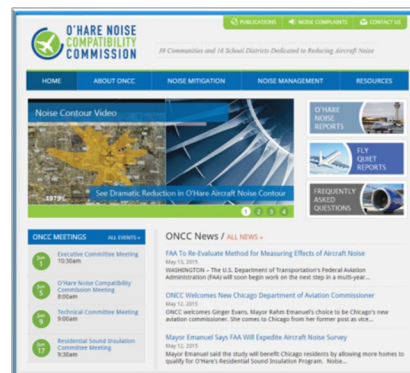 PUBLICATIONS
NOISE COMPLAINTS
CONTACT US
O'HARE NOISE
COMPATIBILITY
COMMISSION
39 Communities and 16 School Districts Dedicated to Reducing Aircraft Noise
HOME
ABOUT ONCC
NOISE MITIGATION
NOISE MANAGEMENT
RESOURCES
Noise Contour Video
1979
See Dramatic Reduction in O'Hare Aircraft Noise Contour
1 2 3 4
O'HARE
NOISE
REPORTS
FLY
QUIET
REPORTS
FREQUENTLY
ASKED
QUESTIONS
ONCC MEETINGS
ALL EVENTS »
Jun
1
Executive Committee Meeting
10:30am
Jun
5
O'Hare Noise Compatibility
Commission Meeting
8:00am
Jun
9
Technical Committee Meeting
9:00am
Jun
17
Residential Sound Insulation
Committee Meeting
9:30am
ONCC News / ALL NEWS »
FAA To Re-Evaluate Method for Measuring Effects of Aircraft Noise
May 13, 2015
WASHINGTON – The U.S. Department of Transportation's Federal Aviation
Administration (FAA) will soon begin work on the next step in a multi-year...
ONCC Welcomes New Chicago Department of Aviation Commissioner
May 12, 2015
ONCC welcomes Ginger Evans, Mayor Rahm Emanuel's choice to be Chicago's new
aviation commissioner. She comes to Chicago from her former post as vice...
Mayor Emanuel Says FAA Will Expedite Aircraft Noise Survey
May 12, 2015
Mayor Emanuel said the study will benefit Chicago residents by allowing more homes to
qualify for O'Hare's Residential Sound Insulation Program. Noise...